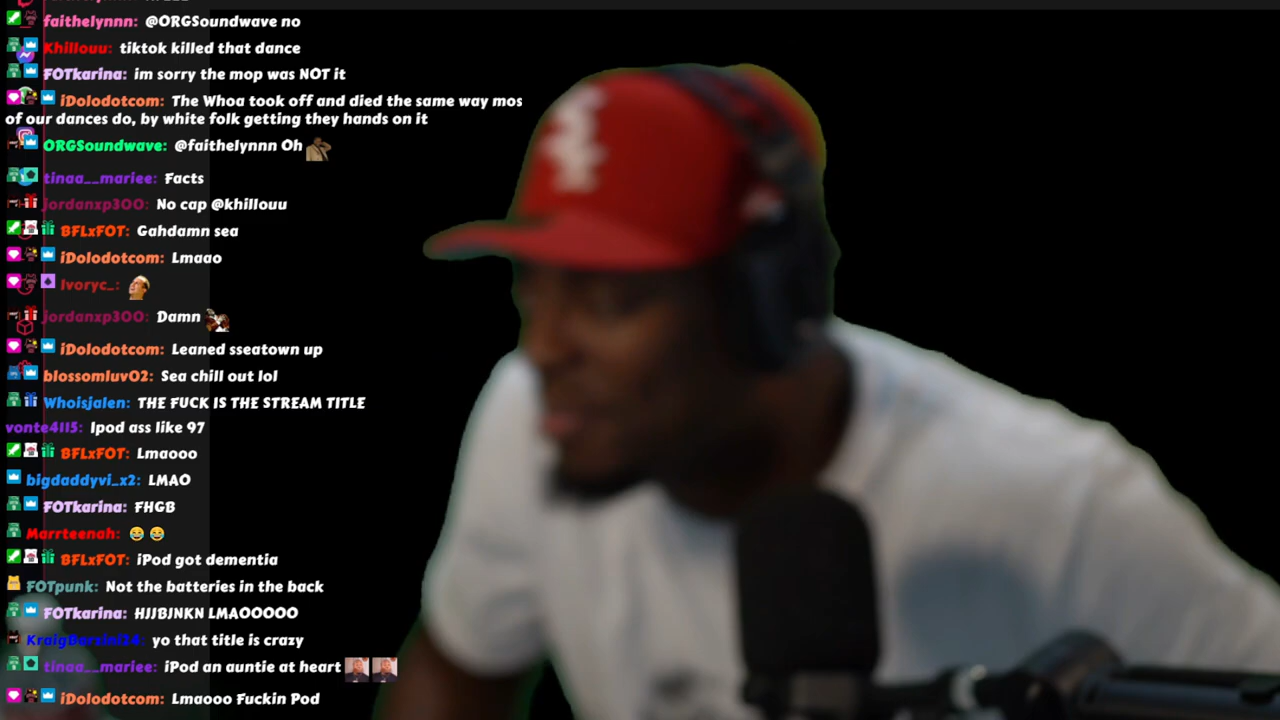 faithelynnn: @ORGSoundwave no
Khillouu: tiktok killed that dance
FOTkarina: im sorry the mop was NOT it
iDolodotcom: The Whoa took off and died the same way mos
of our dances do, by white folk getting they hands on it
ORGSoundwave: @faithelynnn Oh
tinaa__mariee: Facts
jordanxp300: No cap @khillouu
BFLxFOT: Gahdamn sea
iDolodotcom: Lmaao
Ivoryc_:
jordanxp300: Damn
iDolodotcom: Leaned sseatown up
blossomluv02: Sea chill out lol
Whoisjalen: THE FUCK IS THE STREAM TITLE
vonte4115: Ipod ass like 97
BFLxFOT: Lmaooo
bigdaddyvi_x2: LMAO
FOTkarina: FHGB
Marrteenah:
BFLxFOT: iPod got dementia
FOTpunk: Not the batteries in the back
FOTkarina: HJJBJNKN LMAOOOOO
KraigBarzini24: yo that title is crazy
tinaa__mariee: iPod an auntie at heart
iDolodotcom: Lmaooo Fuckin Pod